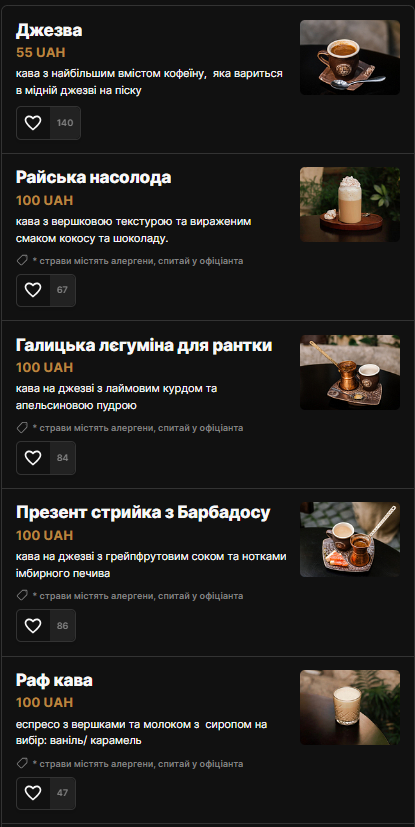 Джезва
55 UAH
кава з найбільшим вмістом кофеїну, яка вариться
в мідній джезві на піску
140
Райська насолода
100 UAH
кава з вершковою текстурою та вираженим
смаком кокосу та шоколаду.
* страви містять алергени, спитай у офіціанта
67
Галицька лєгуміна для рантки
100 UAH
кава на джезві з лаймовим курдом та
апельсиновою пудрою
* страви містять алергени, спитай у офіціанта
84
Презент стрийка з Барбадосу
100 UAH
кава на джезві з грейпфрутовим соком та нотками
імбирного печива
* страви містять алергени, спитай у офіціанта
86
Раф кава
100 UAH
еспресо з вершками та молоком з сиропом на
вибір: ваніль/ карамель
* страви містять алергени, спитай у офіціанта
47